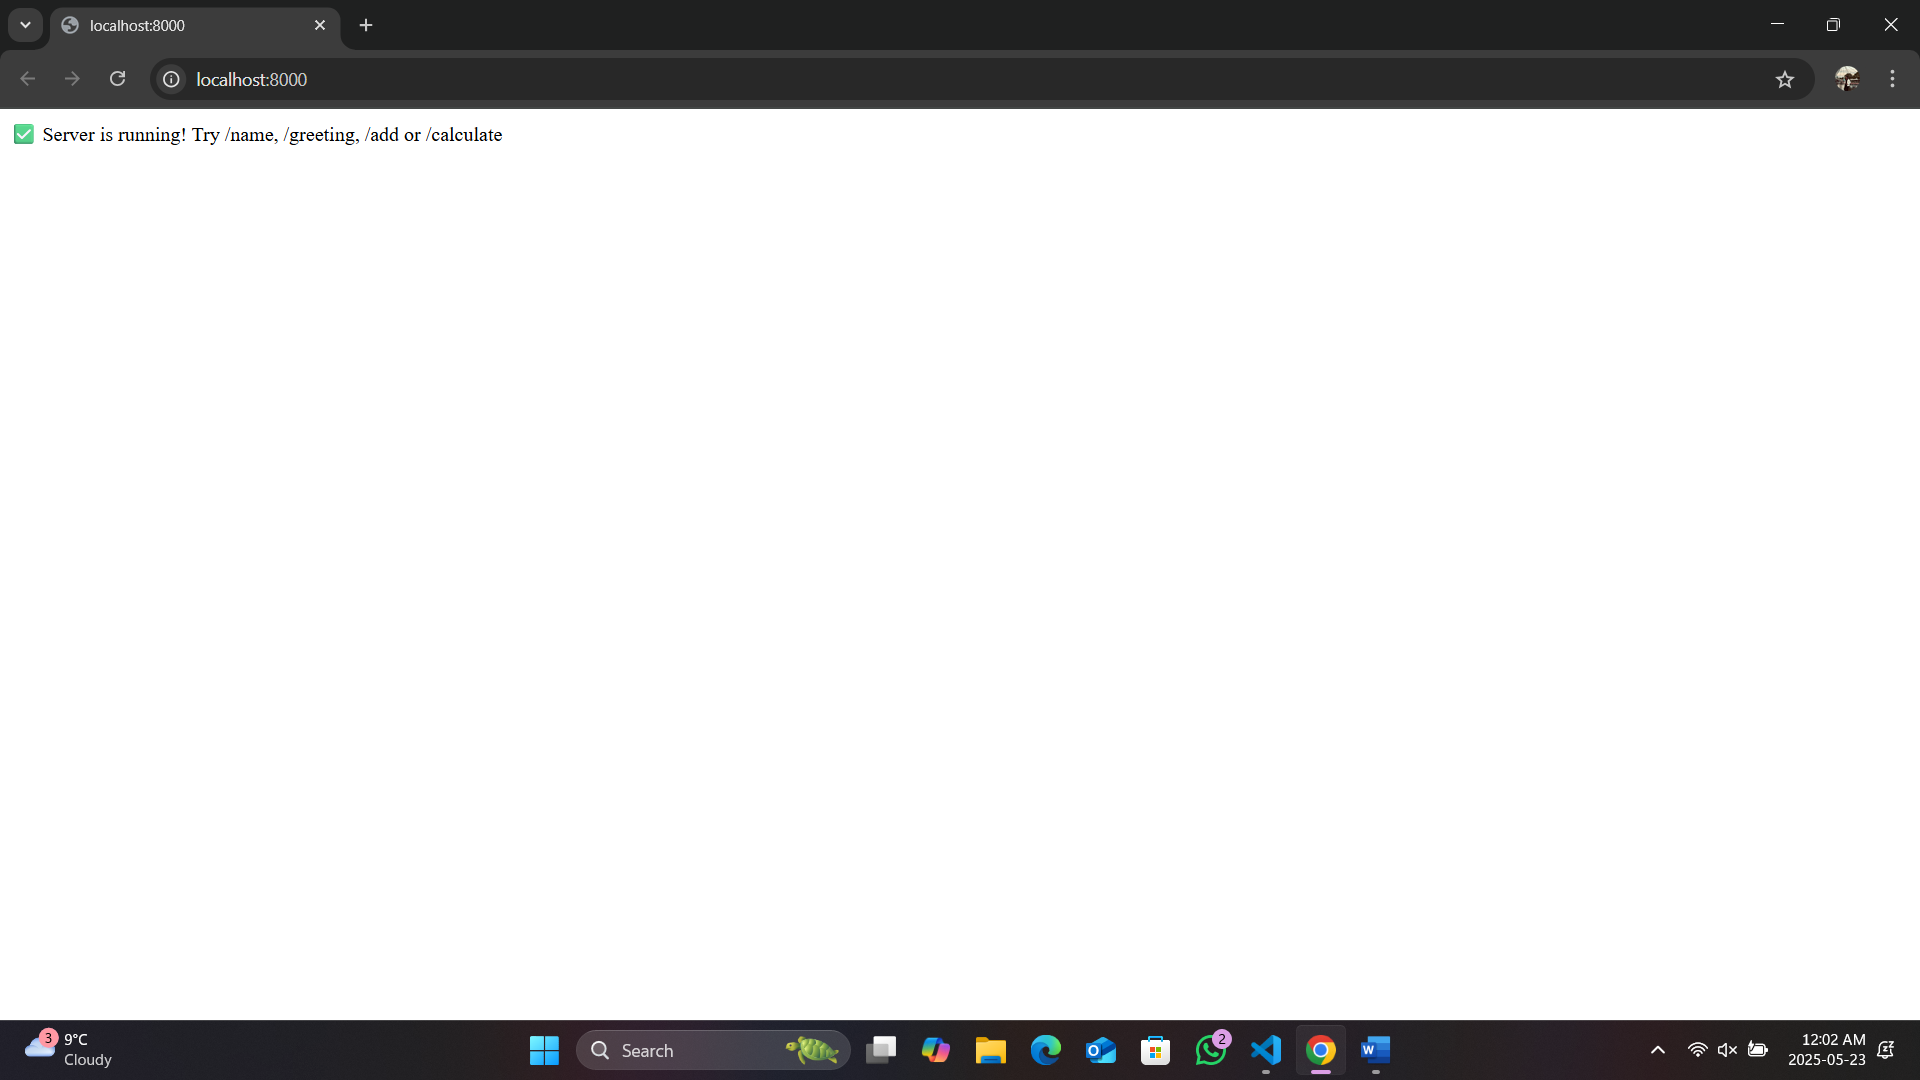 localhost:8000
localhost:8000
✅ Server is running! Try /name, /greeting, /add or /calculate
3
9°C
Cloudy
Search
2
12:02 AM
2025-05-23